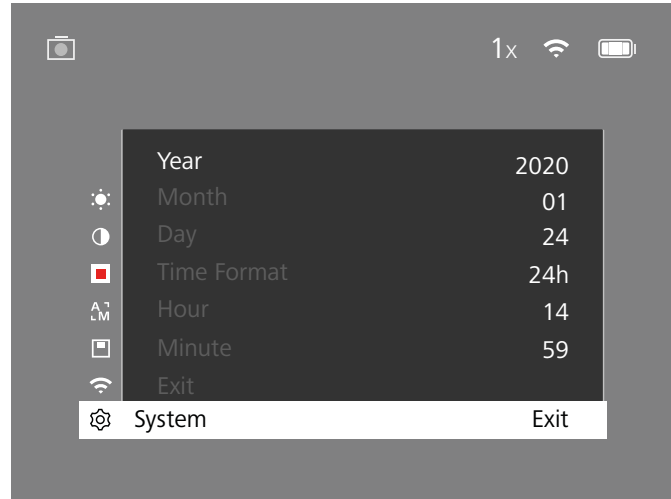 1x
Year 2020
Month 01
Day 24
Time Format 24h
Hour 14
Minute 59
Exit
System Exit